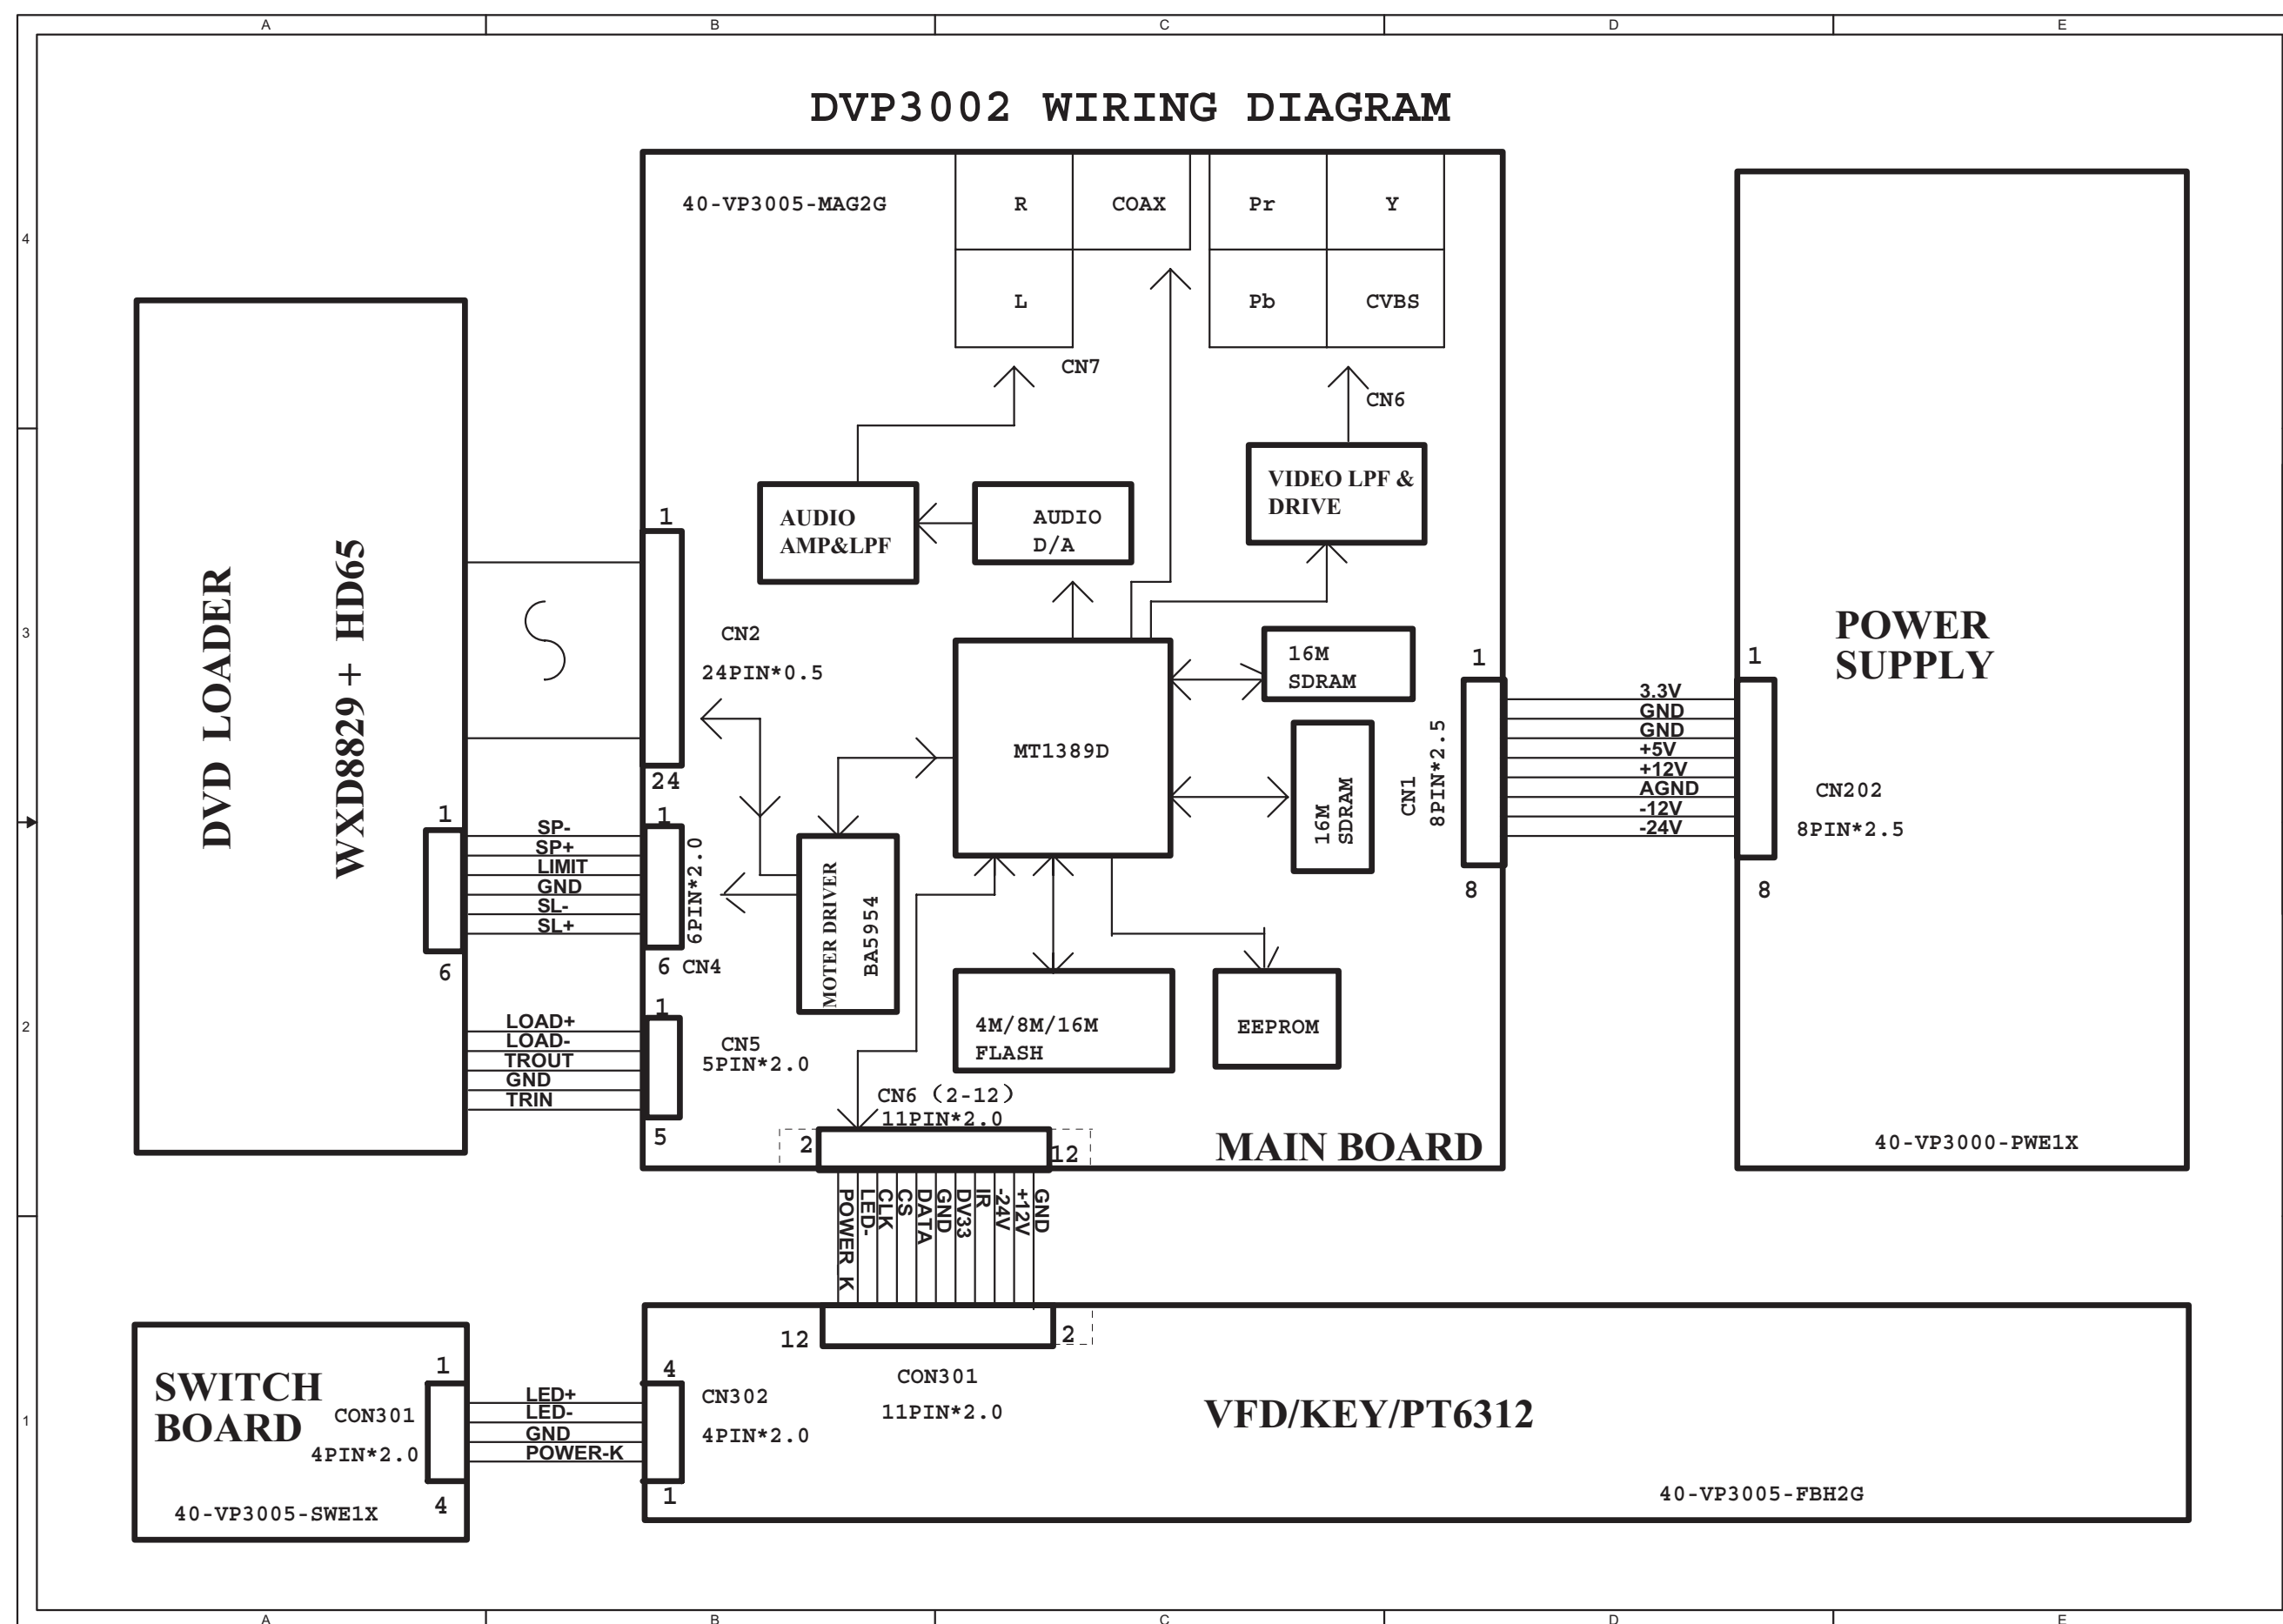 A B C D E
DVP3002 WIRING DIAGRAM
4
3
2
1
40-VP3005-MAG2G
R COAX
L
Pr Y
Pb CVBS
CN7
CN6
AUDIO
AMP&LPF
AUDIO
D/A
VIDEO LPF &
DRIVE
DVD LOADER
WXD8829 + HD65
1
24
CN2
24PIN*0.5
MT1389D
16M
SDRAM
16M
SDRAM
1
8
CN1
8PIN*2.5
3.3V
GND
GND
+5V
+12V
AGND
-12V
-24V
1
8
CN202
8PIN*2.5
POWER
SUPPLY
40-VP3000-PWE1X
1
6
SP-
SP+
LIMIT
GND
SL-
SL+
1
6 CN4
6PIN*2.0
MOTER DRIVER
BA5954
LOAD+
LOAD-
TROUT
GND
TRIN
1
5
CN5
5PIN*2.0
4M/8M/16M
FLASH
EEPROM
CN6 (2-12)
11PIN*2.0
2
12
MAIN BOARD
POWER K
LED-
CLK
CS
DATA
GND
DV33
IR
-24V
+12V
GND
12
2
CON301
11PIN*2.0
SWITCH
BOARD
CON301
4PIN*2.0
1
4
40-VP3005-SWE1X
LED+
LED-
GND
POWER-K
4
1
CN302
4PIN*2.0
VFD/KEY/PT6312
40-VP3005-FBH2G
A B C D E